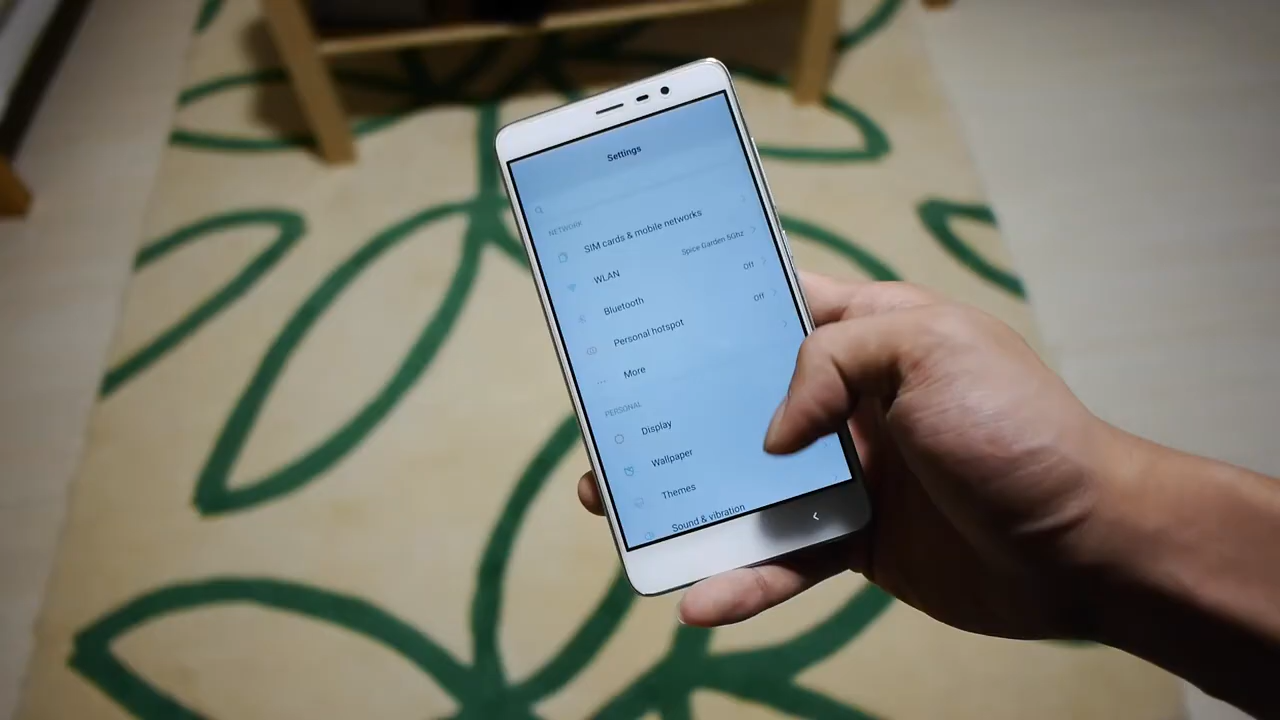 Settings
NETWORK
SIM cards & mobile networks
WLAN Spice Garden 5Ghz
Bluetooth Off
Personal hotspot Off
More
PERSONAL
Display
Wallpaper
Themes
Sound & vibration